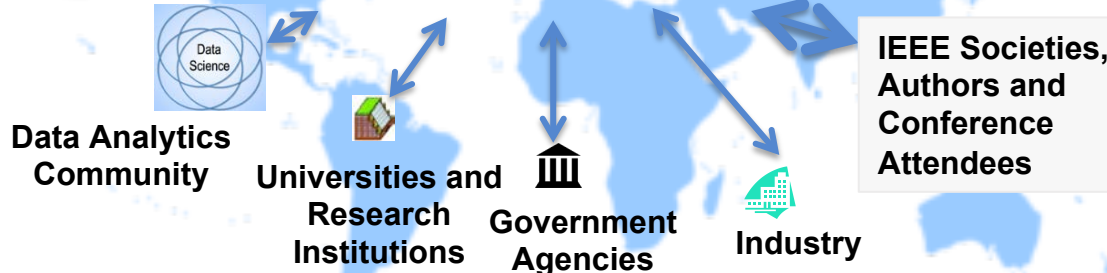 Data
Science
Data Analytics
Community
Universities and
Research
Institutions
Government
Agencies
Industry
IEEE Societies,
Authors and
Conference
Attendees